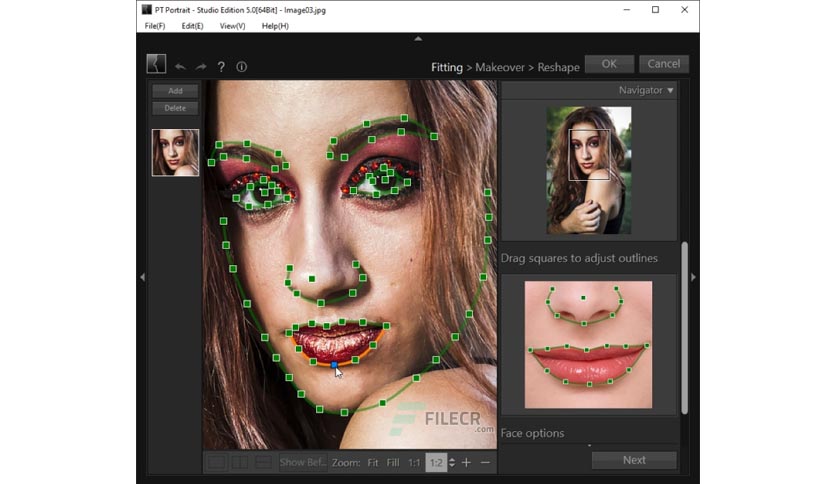 PT Portrait - Studio Edition 5.0[64Bit] - Image03.jpg
File(F) Edit(E) View(V) Help(H)
? Fitting > Makeover > Reshape OK Cancel
Add
Delete
Navigator
Drag squares to adjust outlines
FILECR
.com
Face options
Show Bef.. Zoom: Fit Fill 1:1 1:2 + −
Next